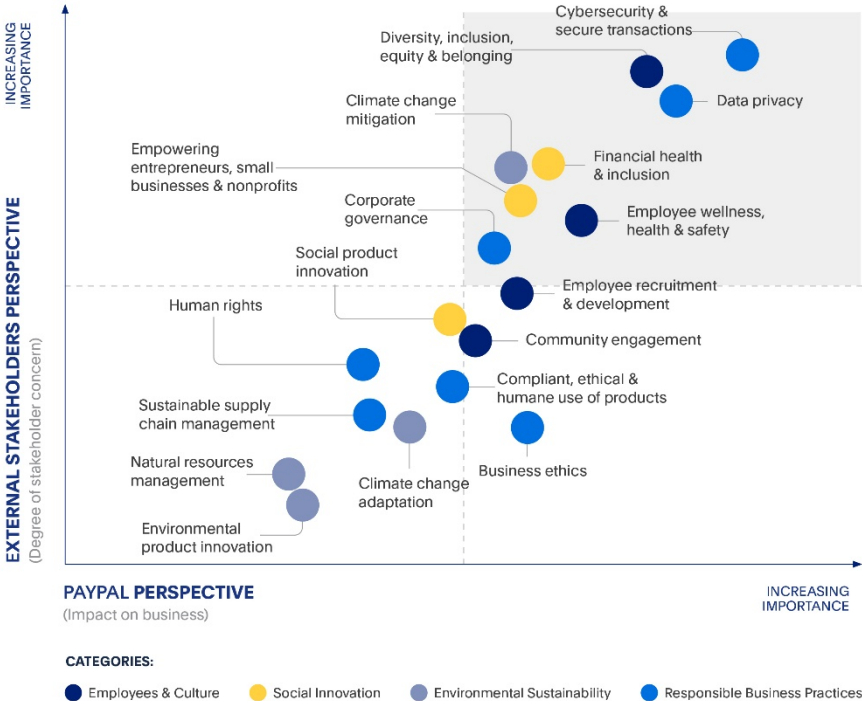 INCREASING
IMPORTANCE
Cybersecurity &
secure transactions
Diversity, inclusion,
equity & belonging
Data privacy
Climate change
mitigation
Empowering
entrepreneurs, small
businesses & nonprofits
Financial health
& inclusion
Corporate
governance
Employee wellness,
health & safety
Social product
innovation
Employee recruitment
& development
Human rights
Community engagement
Compliant, ethical &
humane use of products
Sustainable supply
chain management
Natural resources
management
Climate change
adaptation
Business ethics
Environmental
product innovation
EXTERNAL STAKEHOLDERS PERSPECTIVE
(Degree of stakeholder concern)
PAYPAL PERSPECTIVE
(Impact on business)
INCREASING
IMPORTANCE
CATEGORIES:
Employees & Culture
Social Innovation
Environmental Sustainability
Responsible Business Practices